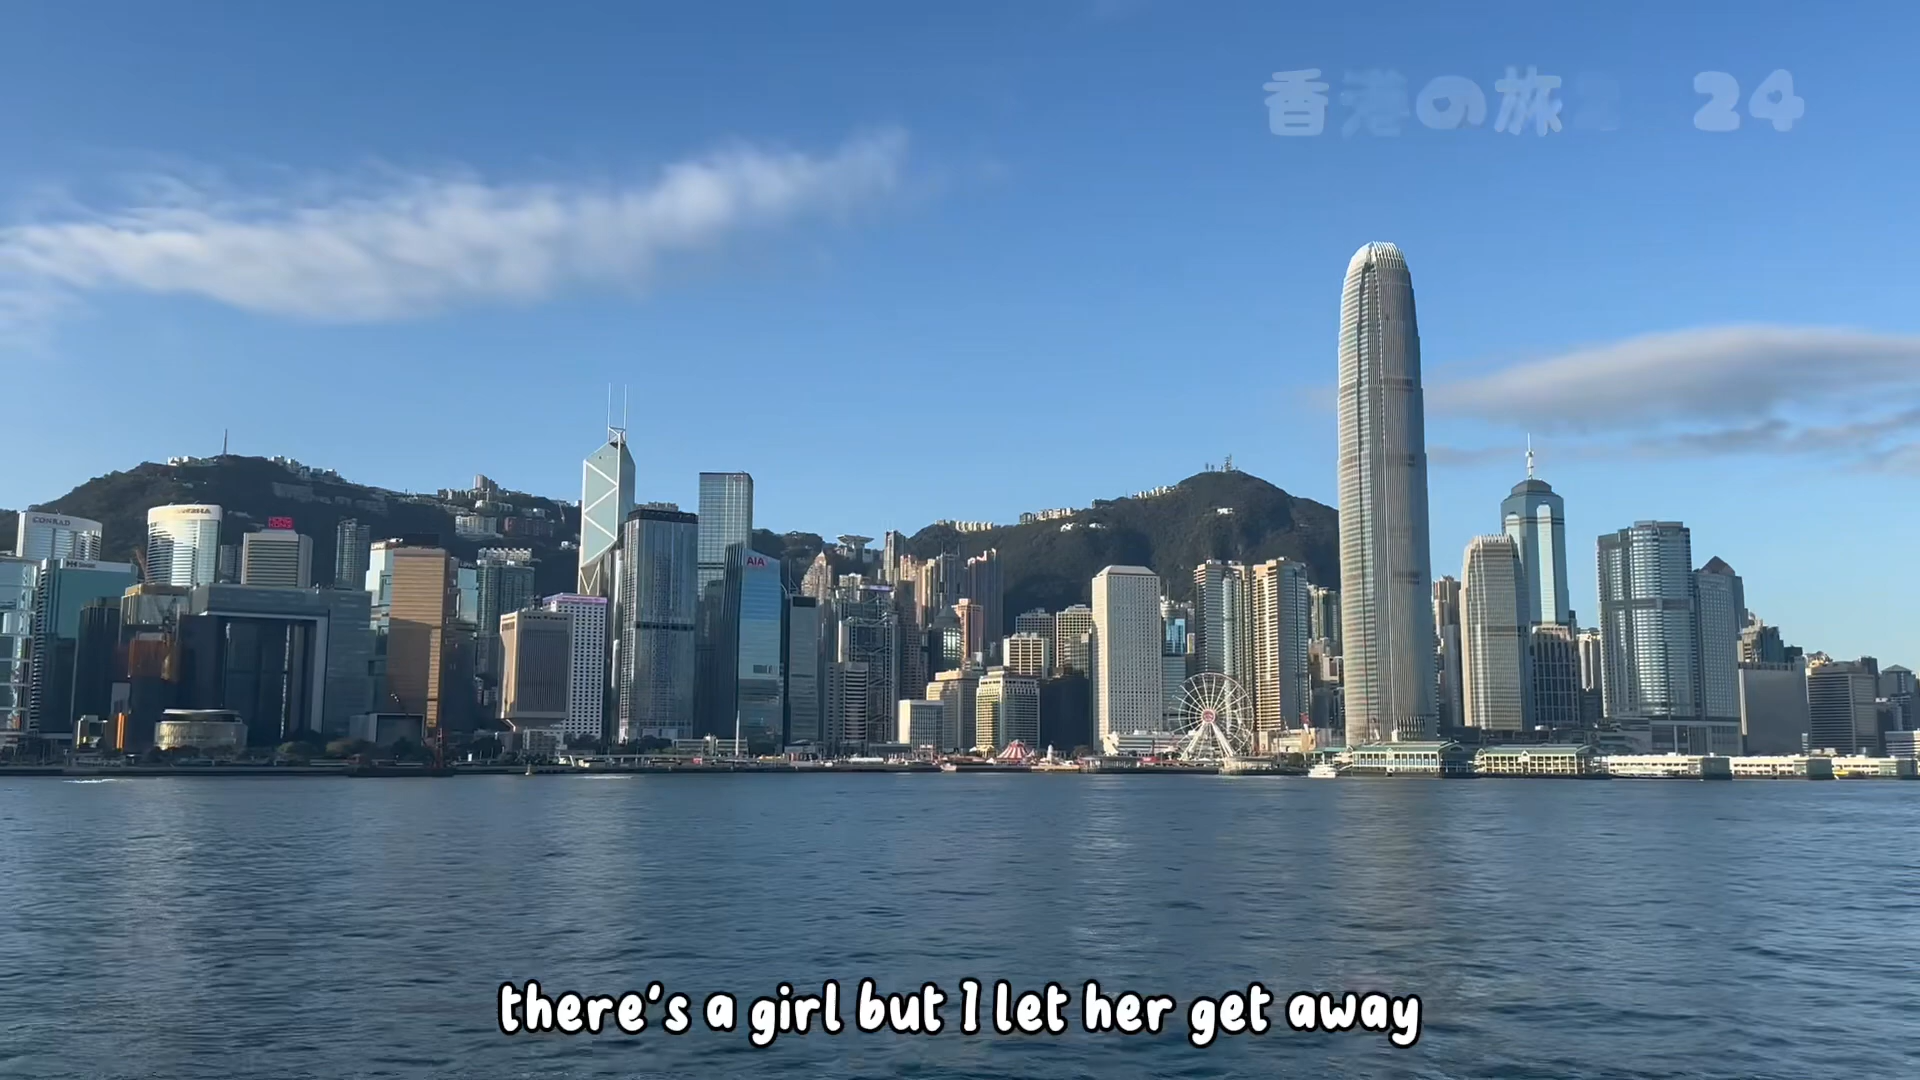 香港の旅 24
CONRAD
AIA
there's a girl but I let her get away